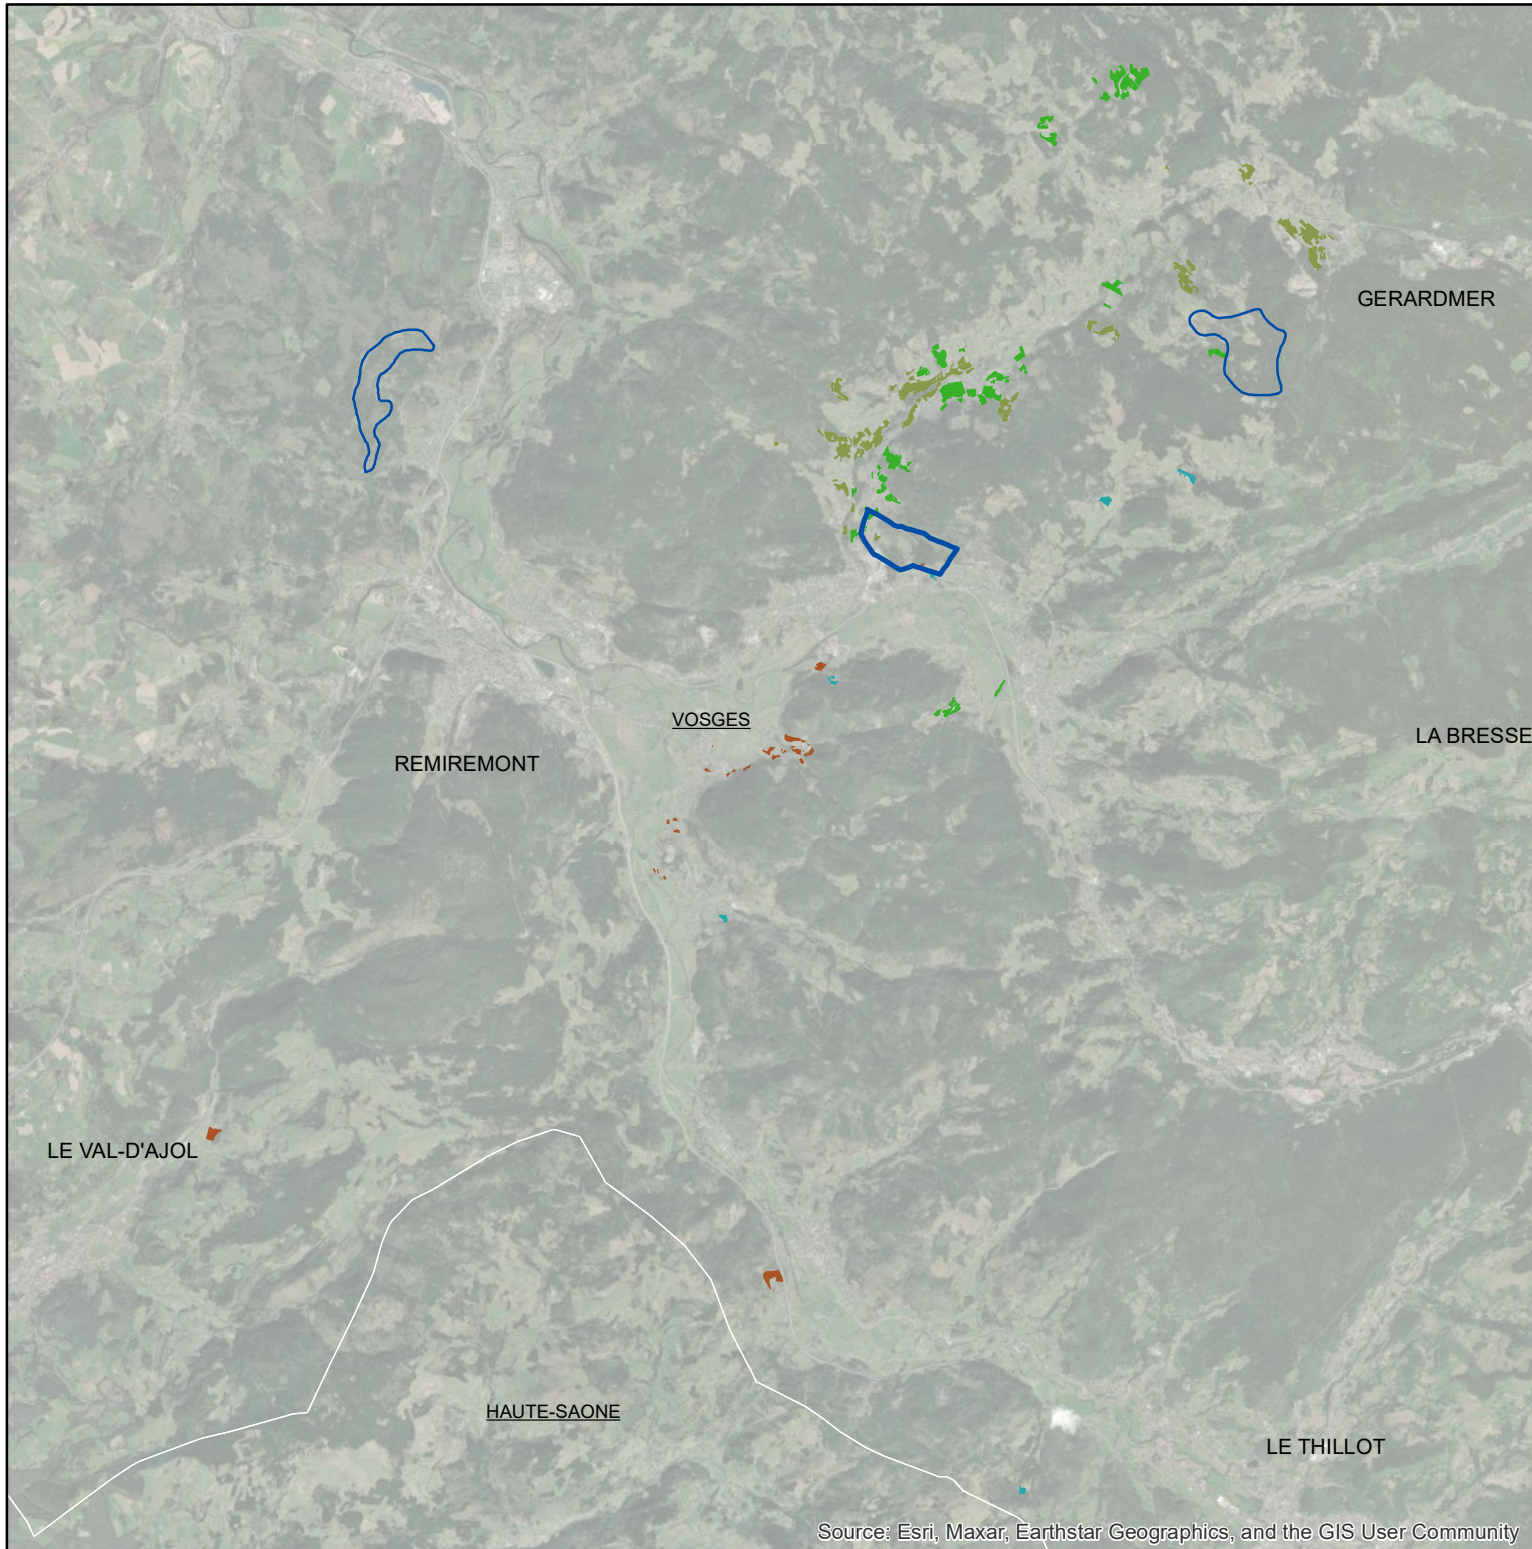 GERARDMER
VOSGES
LA BRESSE
REMIREMONT
LE VAL-D'AJOL
HAUTE-SAONE
LE THILLOT
Source: Esri, Maxar, Earthstar Geographics, and the GIS User Community